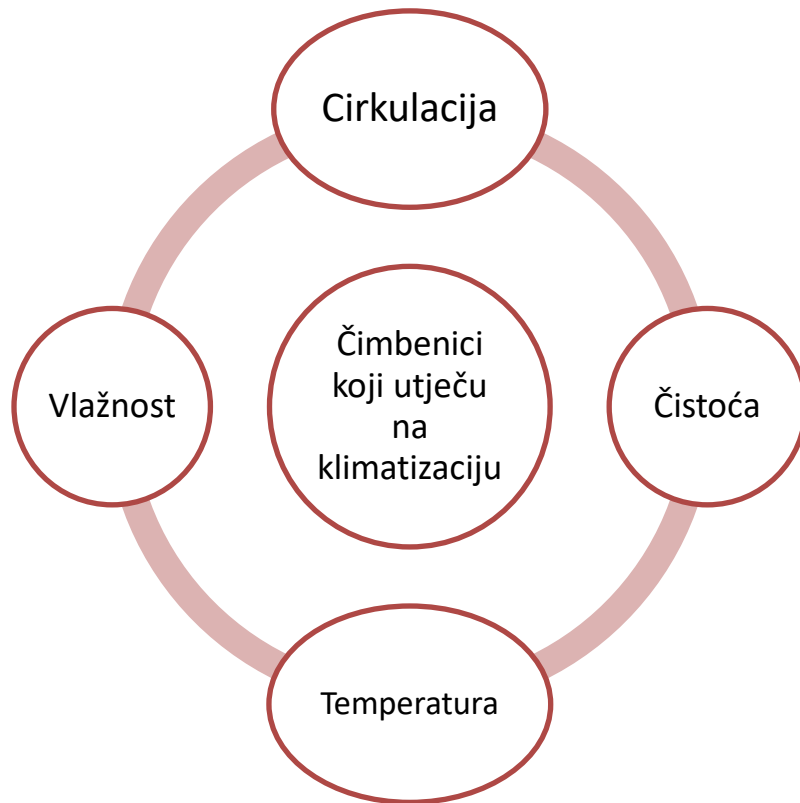 Cirkulacija
Čimbenici
koji utječu
na
klimatizaciju
Vlažnost
Čistoća
Temperatura